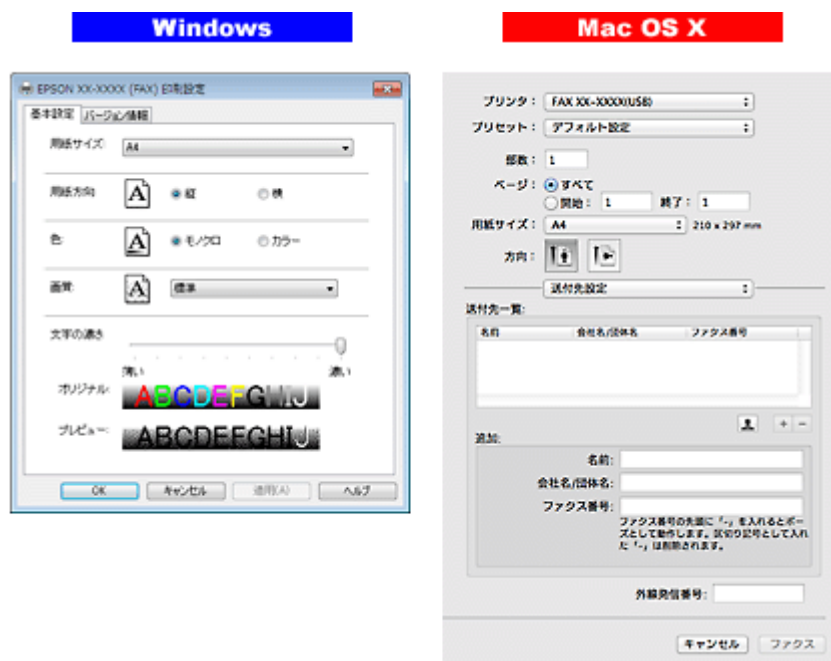 Windows
EPSON XX-XXXX (FAX) 印刷設定
基本設定 バージョン情報
用紙サイズ: A4
用紙方向: A 縦 横
色: A モノクロ カラー
画質: A 標準
文字の濃さ
薄い 濃い
オリジナル: ABCDEFGHIJ
プレビュー: ABCDEFGHIJ
OK キャンセル 適用(A) ヘルプ
Mac OS X
プリンタ: FAX XX-XXXX(USB)
プリセット: デフォルト設定
部数: 1
ページ: すべて
開始: 1 終了: 1
用紙サイズ: A4 210 x 297 mm
方向:
送付先設定
送付先一覧:
名前 会社名/団体名 ファクス番号
+ -
追加:
名前:
会社名/団体名:
ファクス番号:
ファクス番号の先頭に「-」を入れるとポー
ズとして動作します。区切り記号として入れ
た「-」は削除されます。
外線発信番号:
キャンセル ファクス